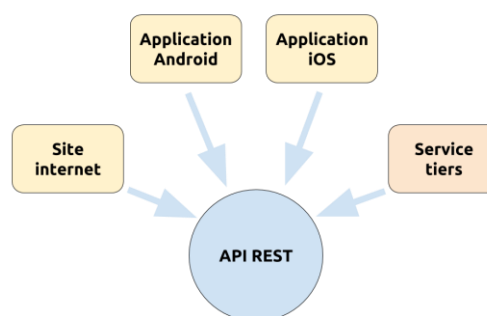 Application
Android
Application
iOS
Site
internet
Service
tiers
API REST